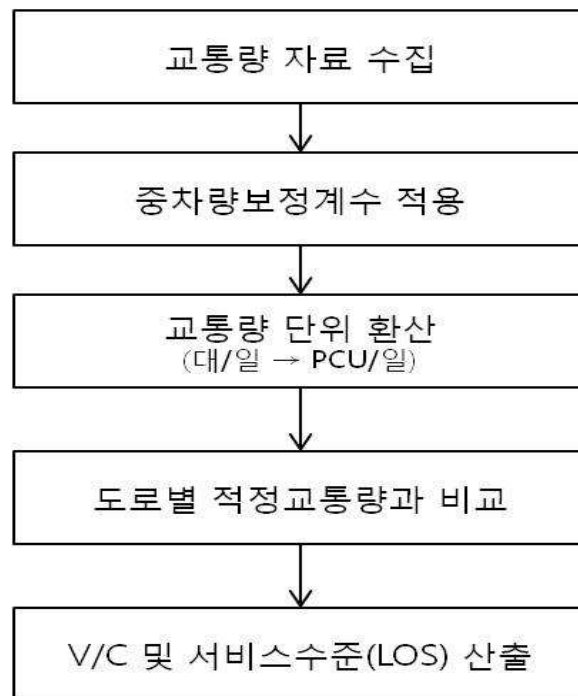 교통량 자료 수집
중차량보정계수 적용
교통량 단위 환산
(대/일 → PCU/일)
도로별 적정교통량과 비교
V/C 및 서비스수준(LOS) 산출